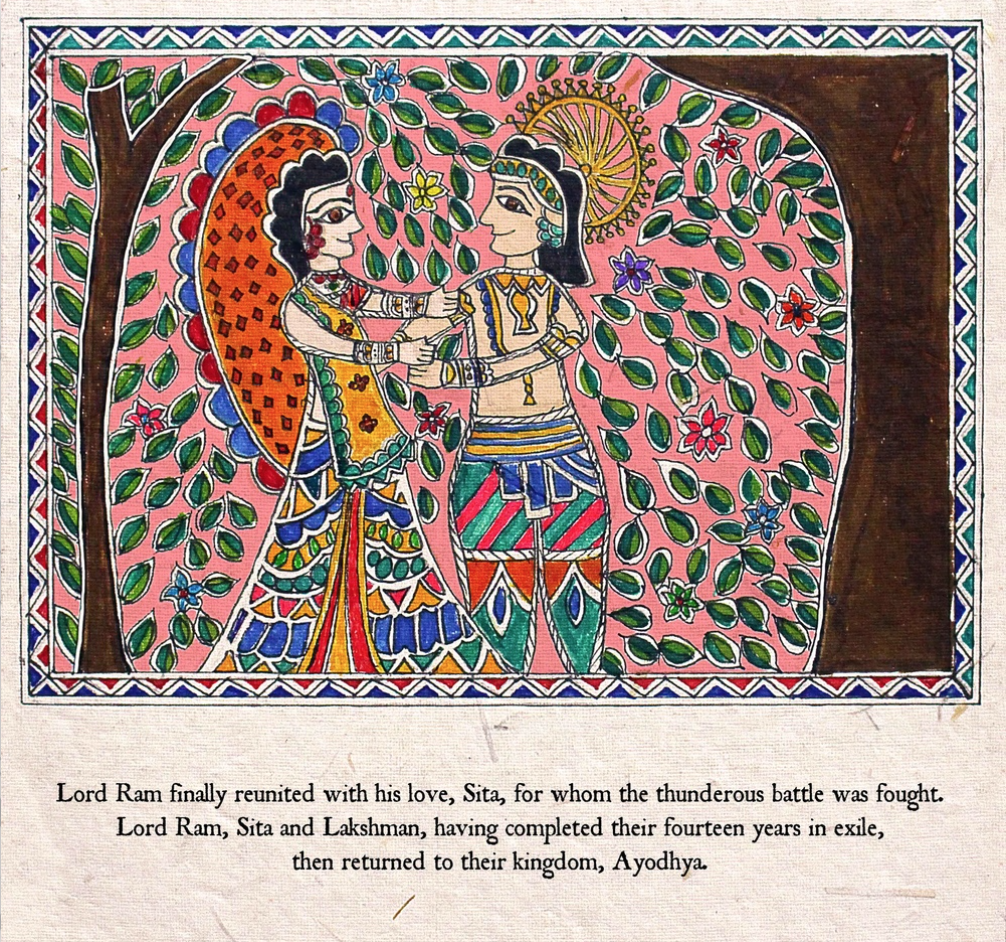 Lord Ram finally reunited with his love, Sita, for whom the thunderous battle was fought.
Lord Ram, Sita and Lakshman, having completed their fourteen years in exile,
then returned to their kingdom, Ayodhya.